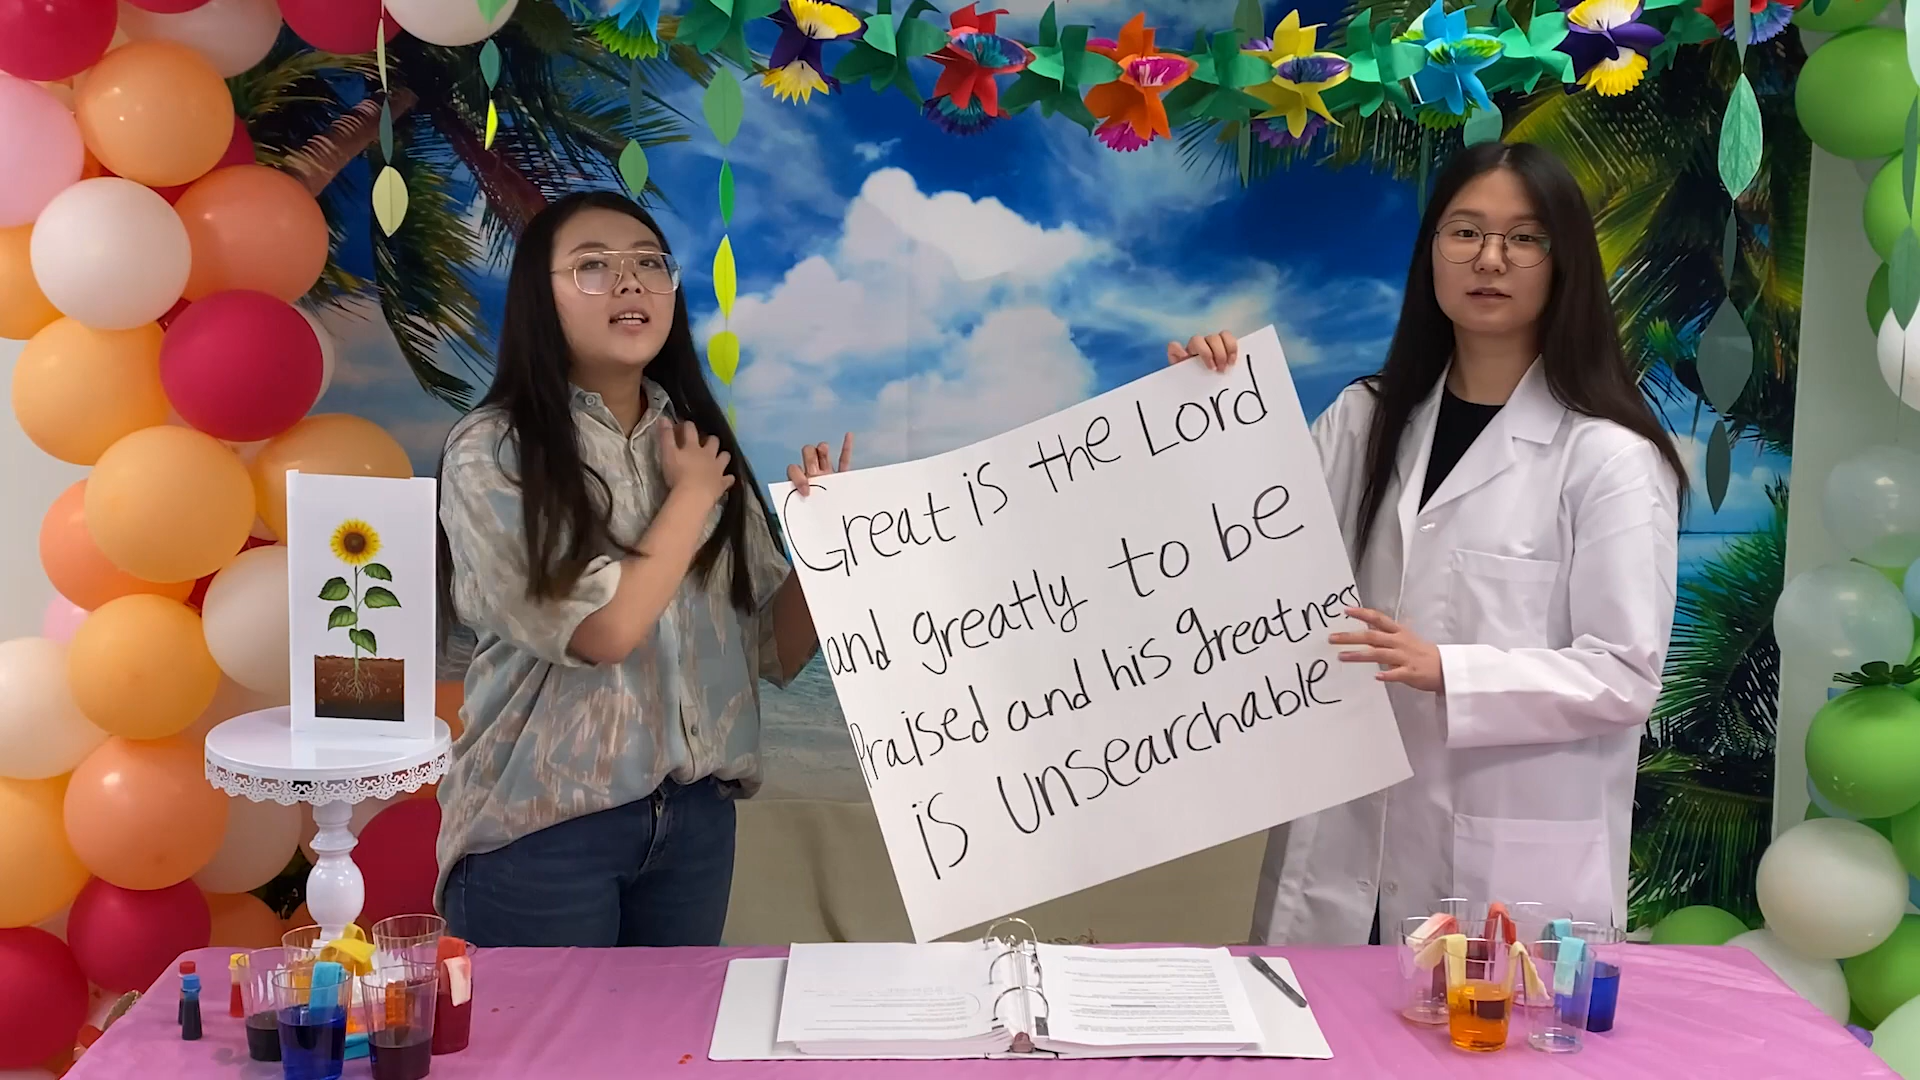 Great is the Lord
and greatly to be
Praised and his greatness
is unsearchable